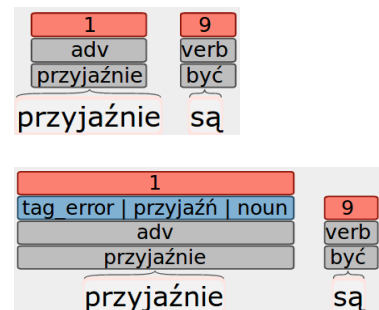 1 9
adv verb
przyjaźnie być
przyjaźnie są
1
tag_error | przyjaźń | noun 9
adv verb
przyjaźnie być
przyjaźnie są